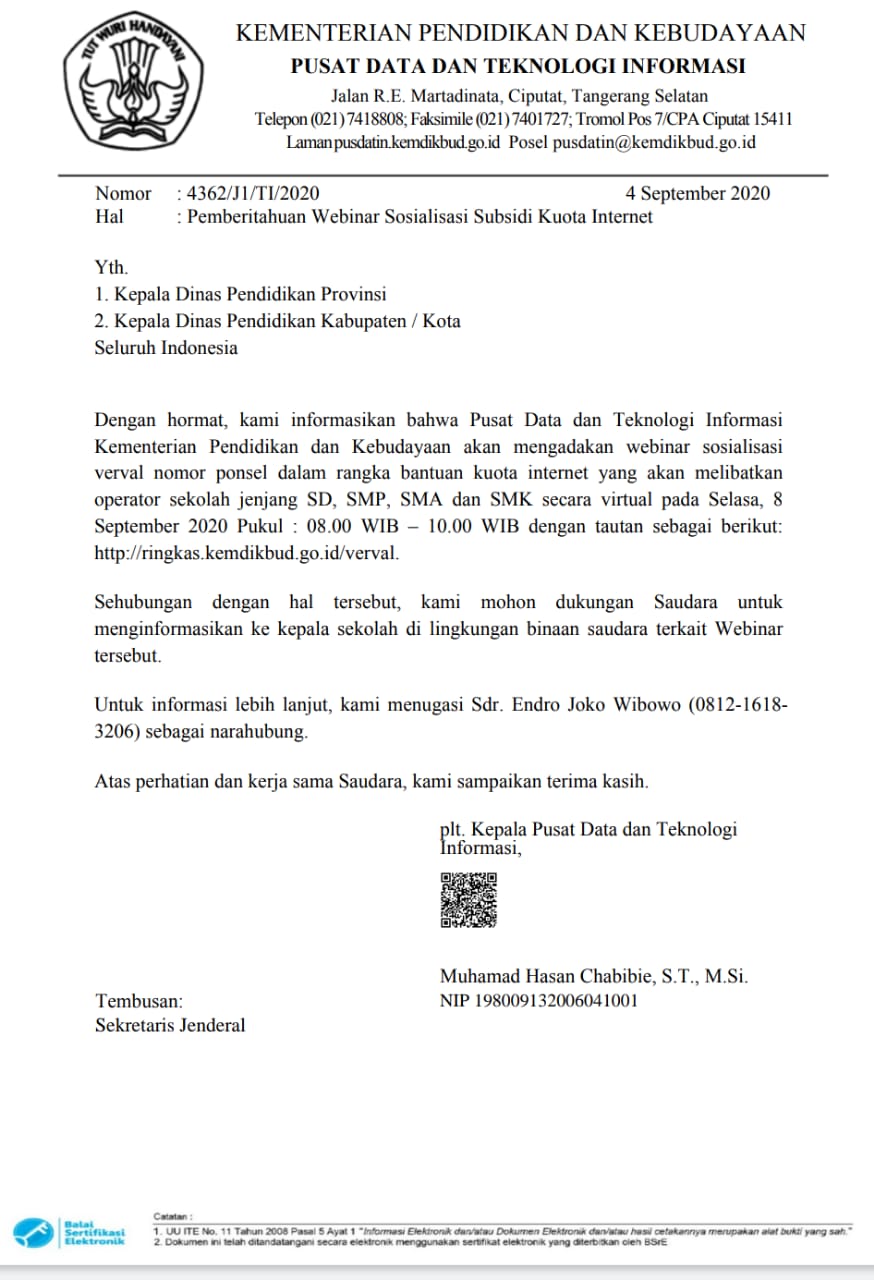 TUT WURI HANDAYANI
KEMENTERIAN PENDIDIKAN DAN KEBUDAYAAN
PUSAT DATA DAN TEKNOLOGI INFORMASI
Jalan R.E. Martadinata, Ciputat, Tangerang Selatan
Telepon (021) 7418808; Faksimile (021) 7401727; Tromol Pos 7/CPA Ciputat 15411
Laman pusdatin.kemdikbud.go.id Posel pusdatin@kemdikbud.go.id
Nomor : 4362/J1/TI/2020 4 September 2020
Hal : Pemberitahuan Webinar Sosialisasi Subsidi Kuota Internet
Yth.
1. Kepala Dinas Pendidikan Provinsi
2. Kepala Dinas Pendidikan Kabupaten / Kota
Seluruh Indonesia
Dengan hormat, kami informasikan bahwa Pusat Data dan Teknologi Informasi
Kementerian Pendidikan dan Kebudayaan akan mengadakan webinar sosialisasi
verval nomor ponsel dalam rangka bantuan kuota internet yang akan melibatkan
operator sekolah jenjang SD, SMP, SMA dan SMK secara virtual pada Selasa, 8
September 2020 Pukul : 08.00 WIB – 10.00 WIB dengan tautan sebagai berikut:
http://ringkas.kemdikbud.go.id/verval.
Sehubungan dengan hal tersebut, kami mohon dukungan Saudara untuk
menginformasikan ke kepala sekolah di lingkungan binaan saudara terkait Webinar
tersebut.
Untuk informasi lebih lanjut, kami menugasi Sdr. Endro Joko Wibowo (0812-1618-
3206) sebagai narahubung.
Atas perhatian dan kerja sama Saudara, kami sampaikan terima kasih.
plt. Kepala Pusat Data dan Teknologi
Informasi,
Muhamad Hasan Chabibie, S.T., M.Si.
NIP 198009132006041001
Tembusan:
Sekretaris Jenderal
Balai
Sertifikasi
Elektronik
Catatan :
1. UU ITE No. 11 Tahun 2008 Pasal 5 Ayat 1 "Informasi Elektronik dan/atau Dokumen Elektronik dan/atau hasil cetakannya merupakan alat bukti yang sah."
2. Dokumen ini telah ditandatangani secara elektronik menggunakan sertifikat elektronik yang diterbitkan oleh BSrE